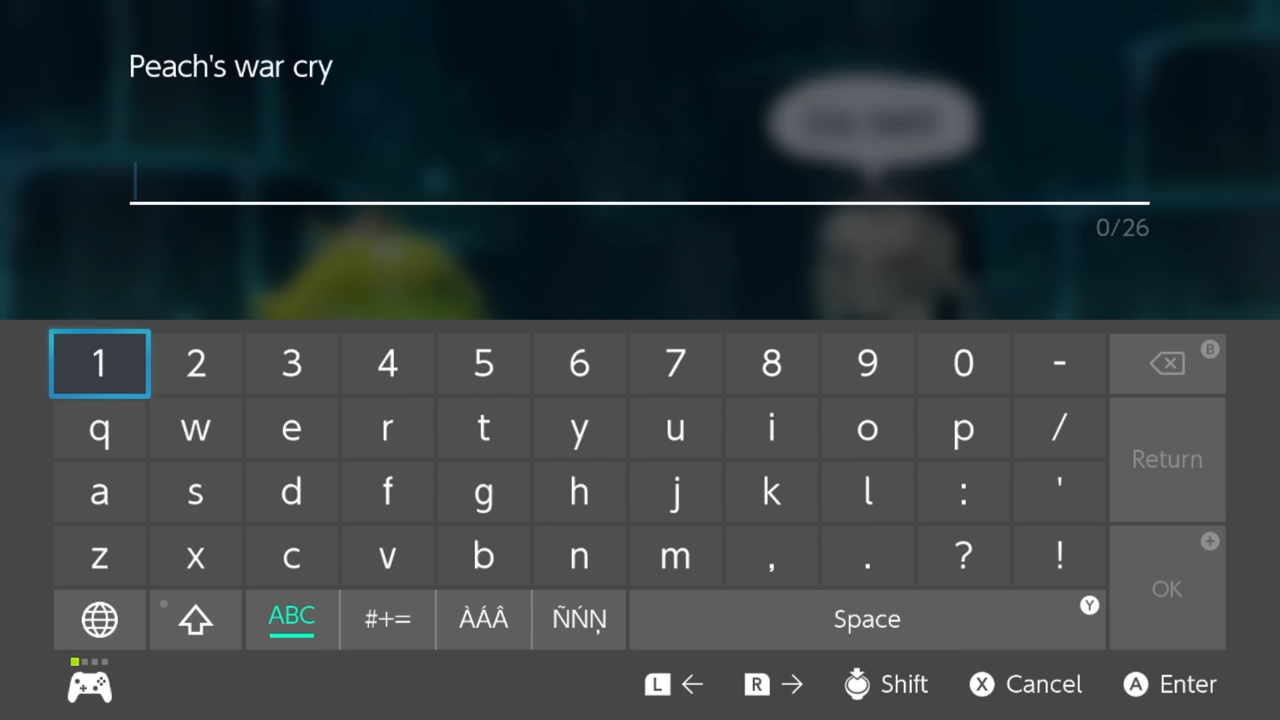 Peach's war cry
0/26
1 2 3 4 5 6 7 8 9 0 - B
q w e r t y u i o p / Return
a s d f g h j k l : '
z x c v b n m , . ? ! + OK
ABC #+= ÀÁÂ ÑŃŅ Space Y
L ← R → Shift X Cancel A Enter